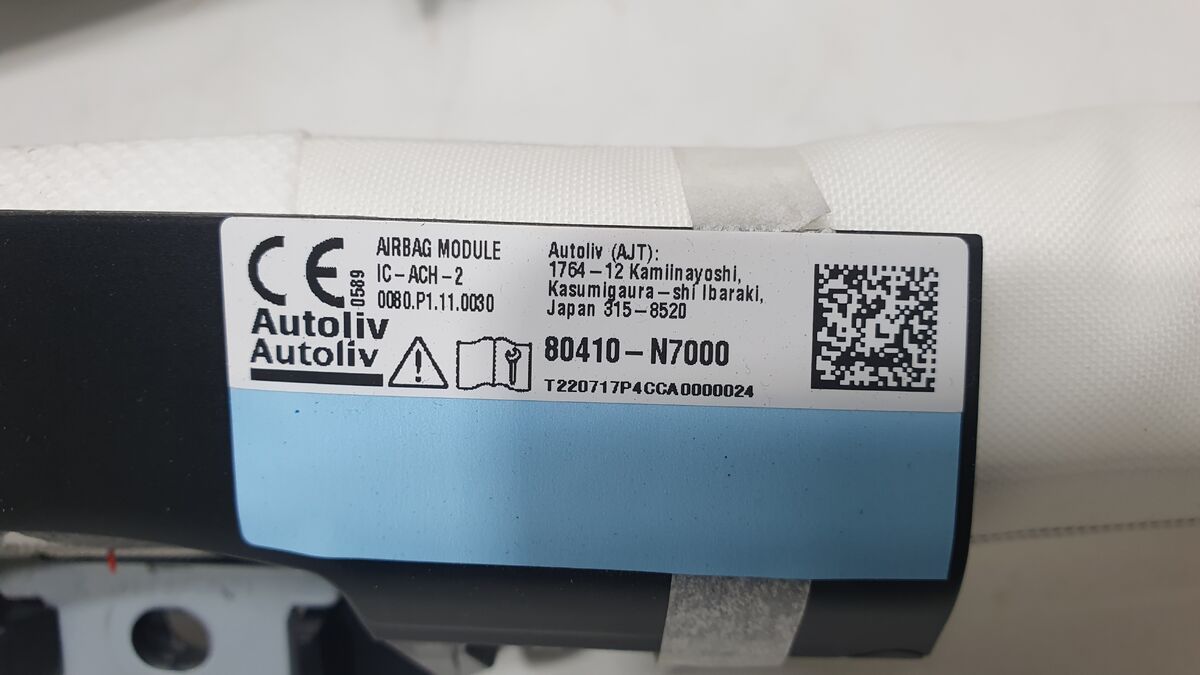 CE 0589
AIRBAG MODULE
IC-ACH-2
0080.P1.11.0030
Autoliv
Autoliv
Autoliv (AJT):
1764-12 Kamiinayoshi,
Kasumigaura-shi Ibaraki,
Japan 315-8520
80410-N7000
T220717P4CCA0000024